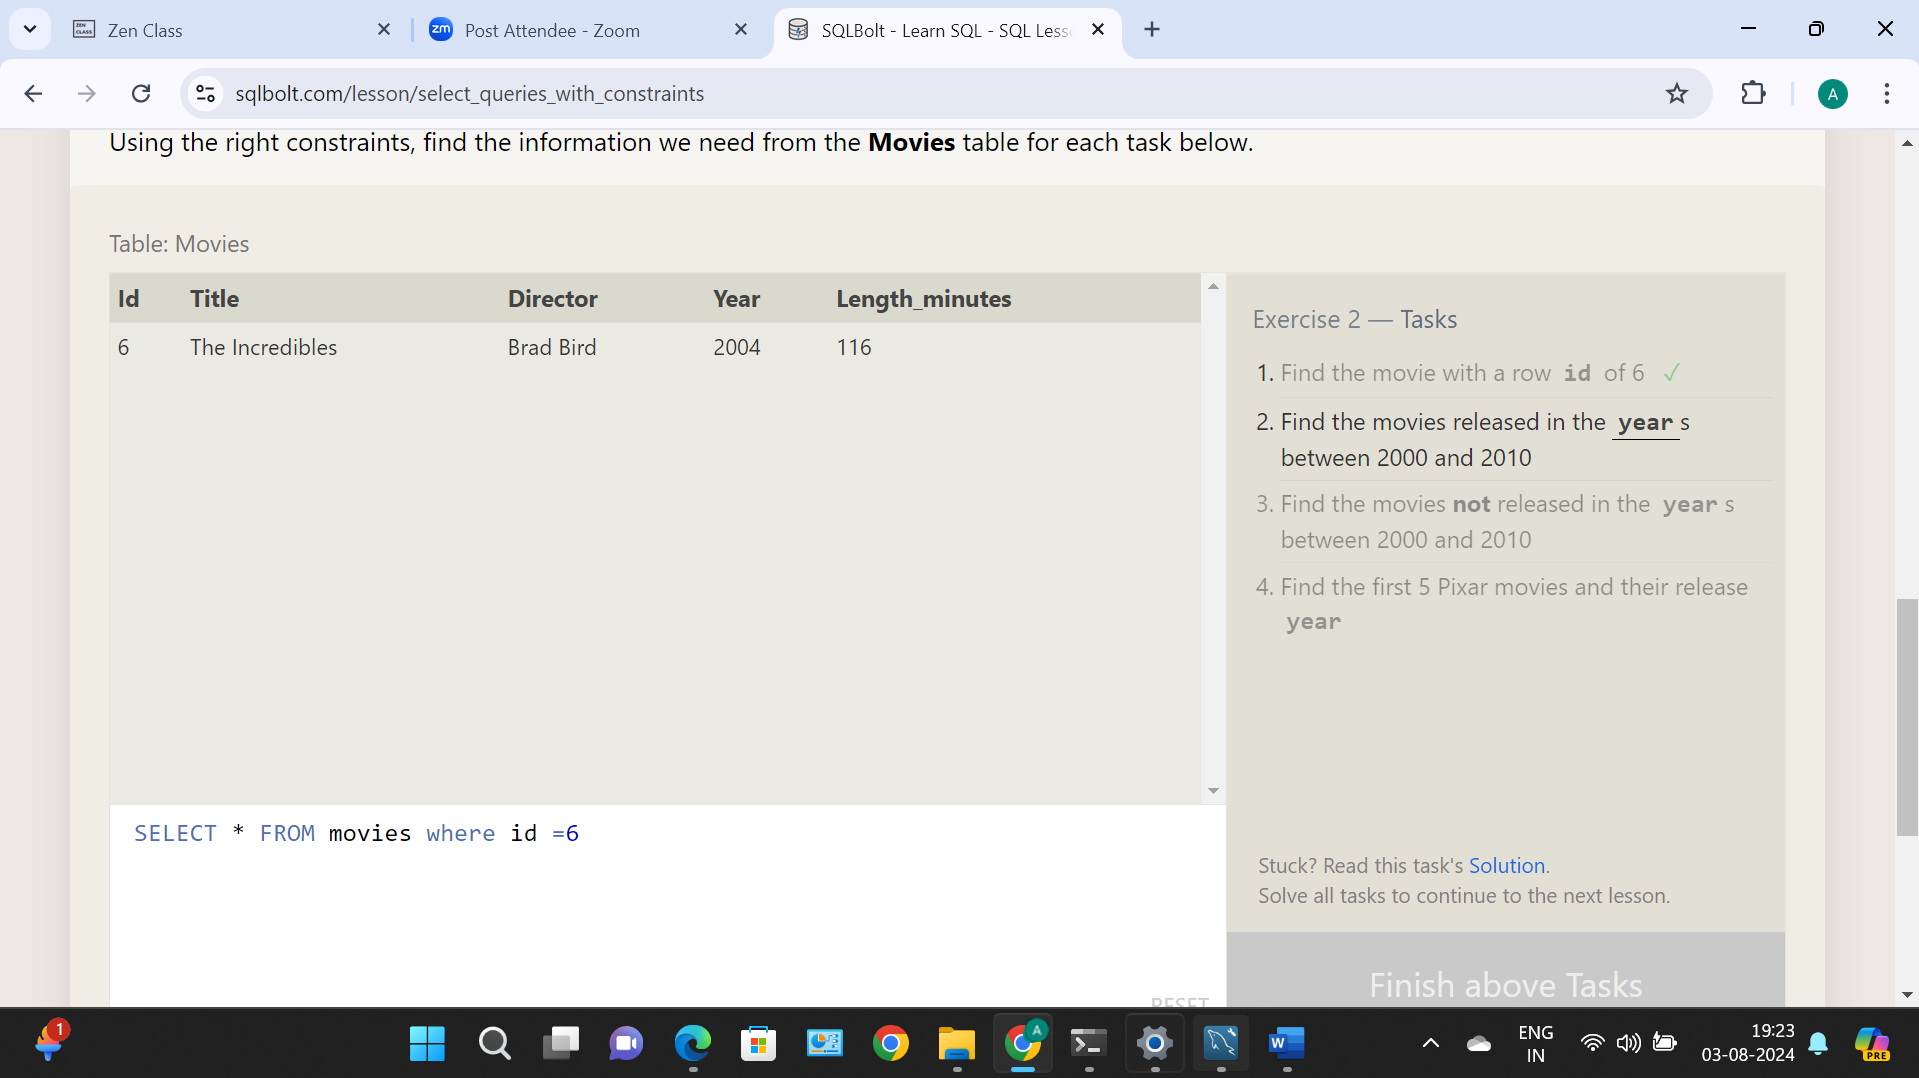 Zen Class
Post Attendee - Zoom
SQLBolt - Learn SQL - SQL Less
sqlbolt.com/lesson/select_queries_with_constraints
A
Using the right constraints, find the information we need from the Movies table for each task below.
Table: Movies
Id Title Director Year Length_minutes
6 The Incredibles Brad Bird 2004 116
Exercise 2 — Tasks
1. Find the movie with a row id of 6 ✓
2. Find the movies released in the year s
between 2000 and 2010
3. Find the movies not released in the year s
between 2000 and 2010
4. Find the first 5 Pixar movies and their release
year
SELECT * FROM movies where id =6
Stuck? Read this task's Solution.
Solve all tasks to continue to the next lesson.
RESET
Finish above Tasks
1
A
ENG
IN
19:23
03-08-2024
PRE